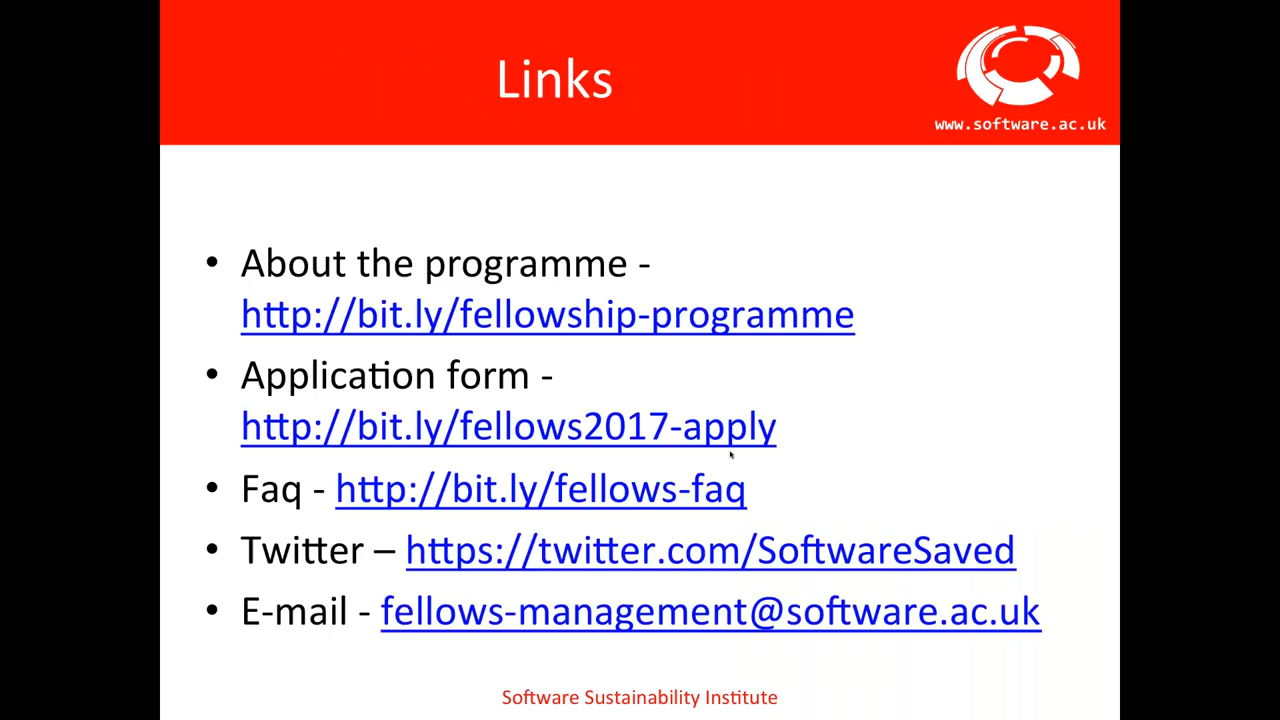 Links
www.software.ac.uk
• About the programme -
http://bit.ly/fellowship-programme
• Application form -
http://bit.ly/fellows2017-apply
• Faq - http://bit.ly/fellows-faq
• Twitter – https://twitter.com/SoftwareSaved
• E-mail - fellows-management@software.ac.uk
Software Sustainability Institute